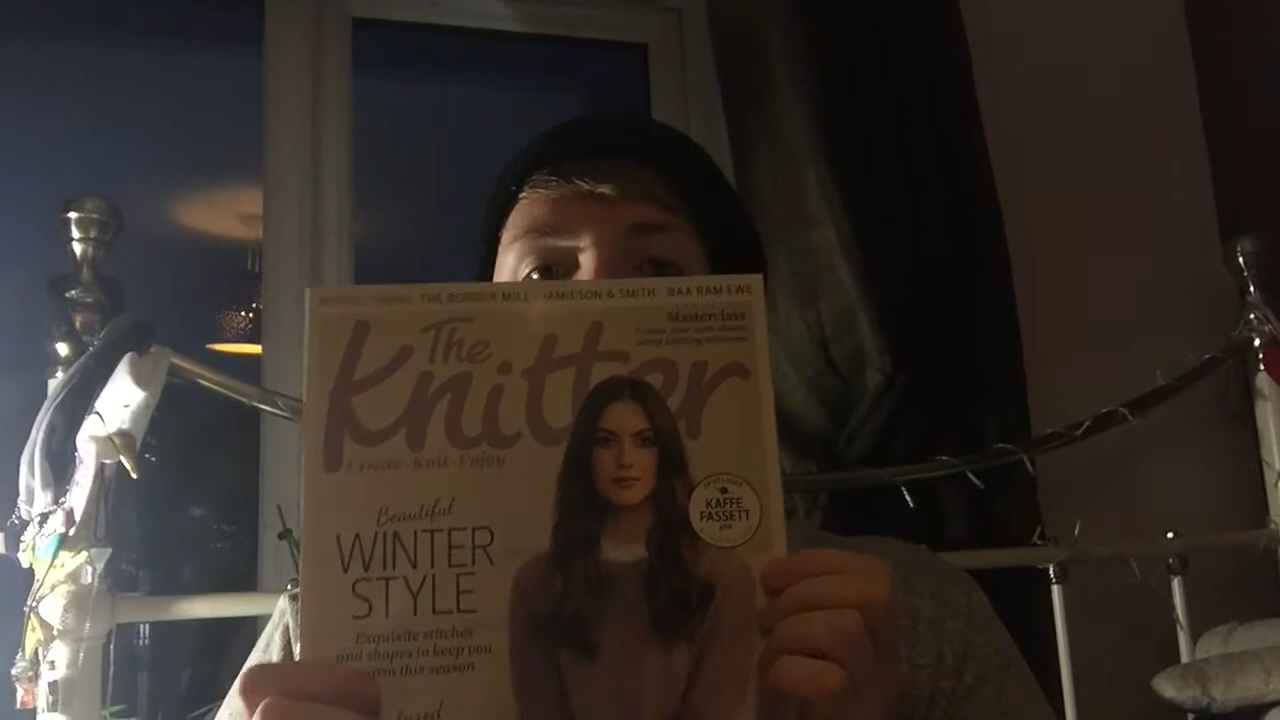 THE BORDER MILL · JAMIESON & SMITH · BAA RAM EWE
Masterclass
The
Knitter
Create · Knit · Enjoy
KAFFE
FASSETT
Beautiful
WINTER
STYLE
Exquisite stitches
and shapes to keep you
warm this season